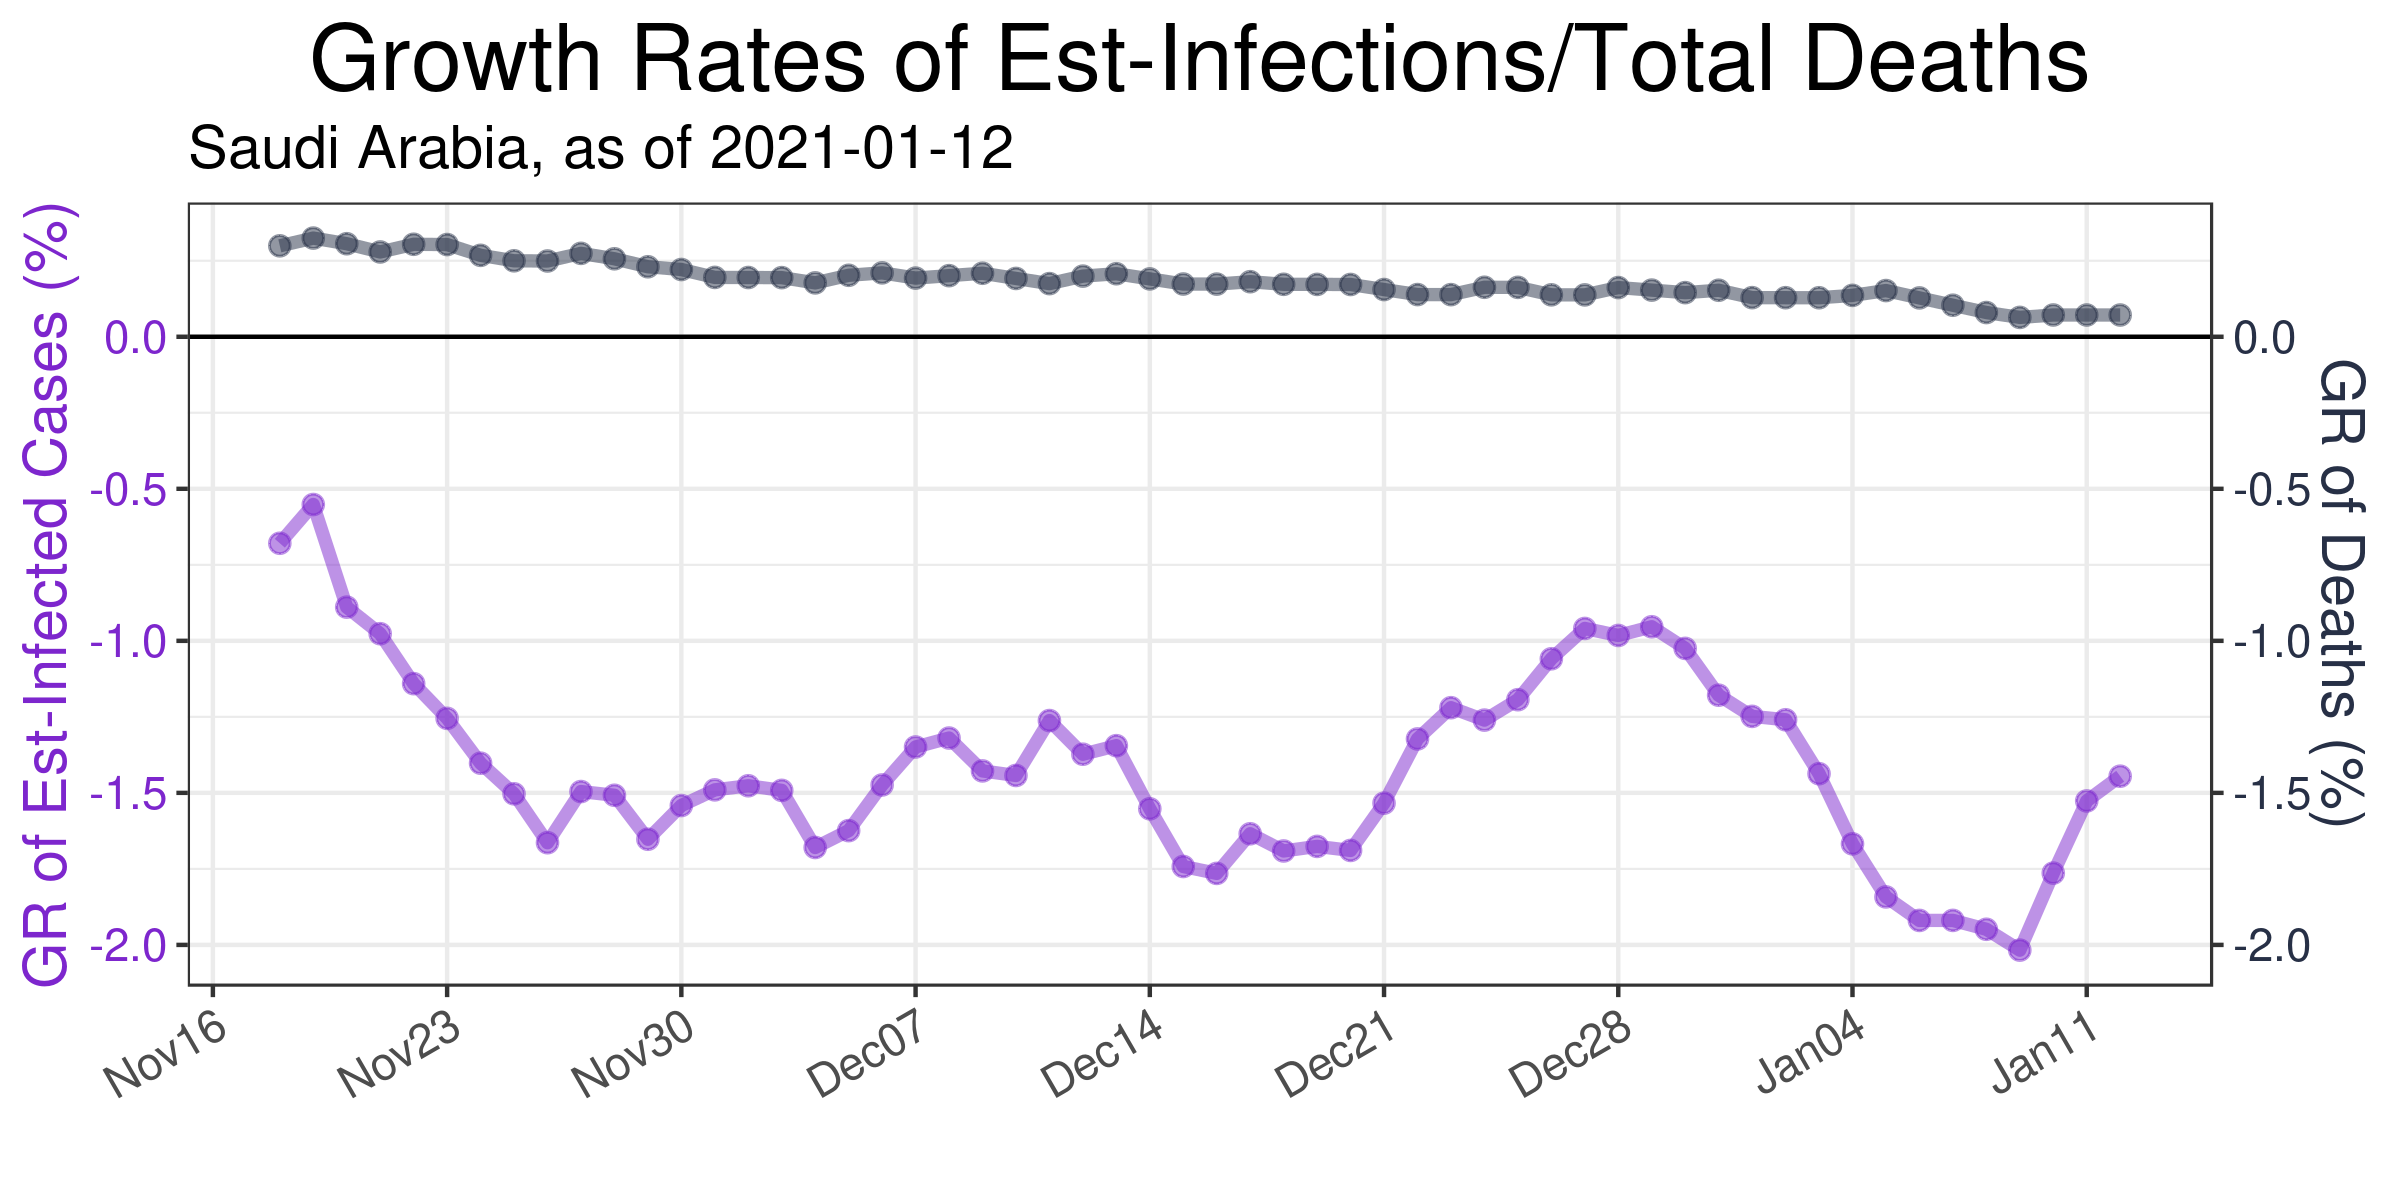 Growth Rates of Est-Infections/Total Deaths
Saudi Arabia, as of 2021-01-12
GR of Est-Infected Cases (%)
0.0
-0.5
-1.0
-1.5
-2.0
0.0
-0.5
-1.0
-1.5
-2.0
GR of Deaths (%)
Nov16
Nov23
Nov30
Dec07
Dec14
Dec21
Dec28
Jan04
Jan11